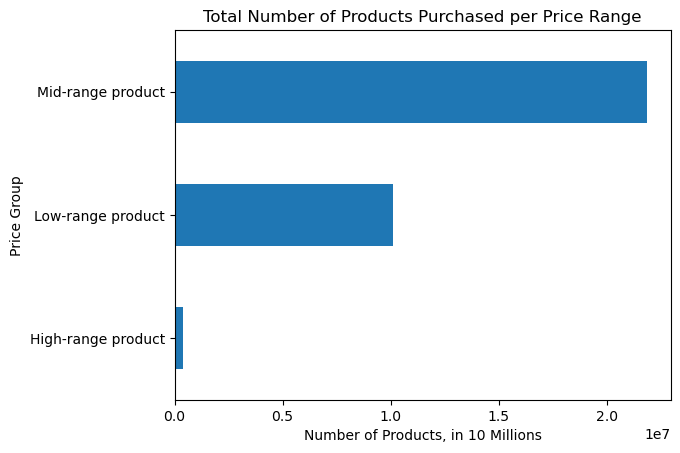 Total Number of Products Purchased per Price Range
Mid-range product
Low-range product
High-range product
Price Group
0.0 0.5 1.0 1.5 2.0
1e7
Number of Products, in 10 Millions